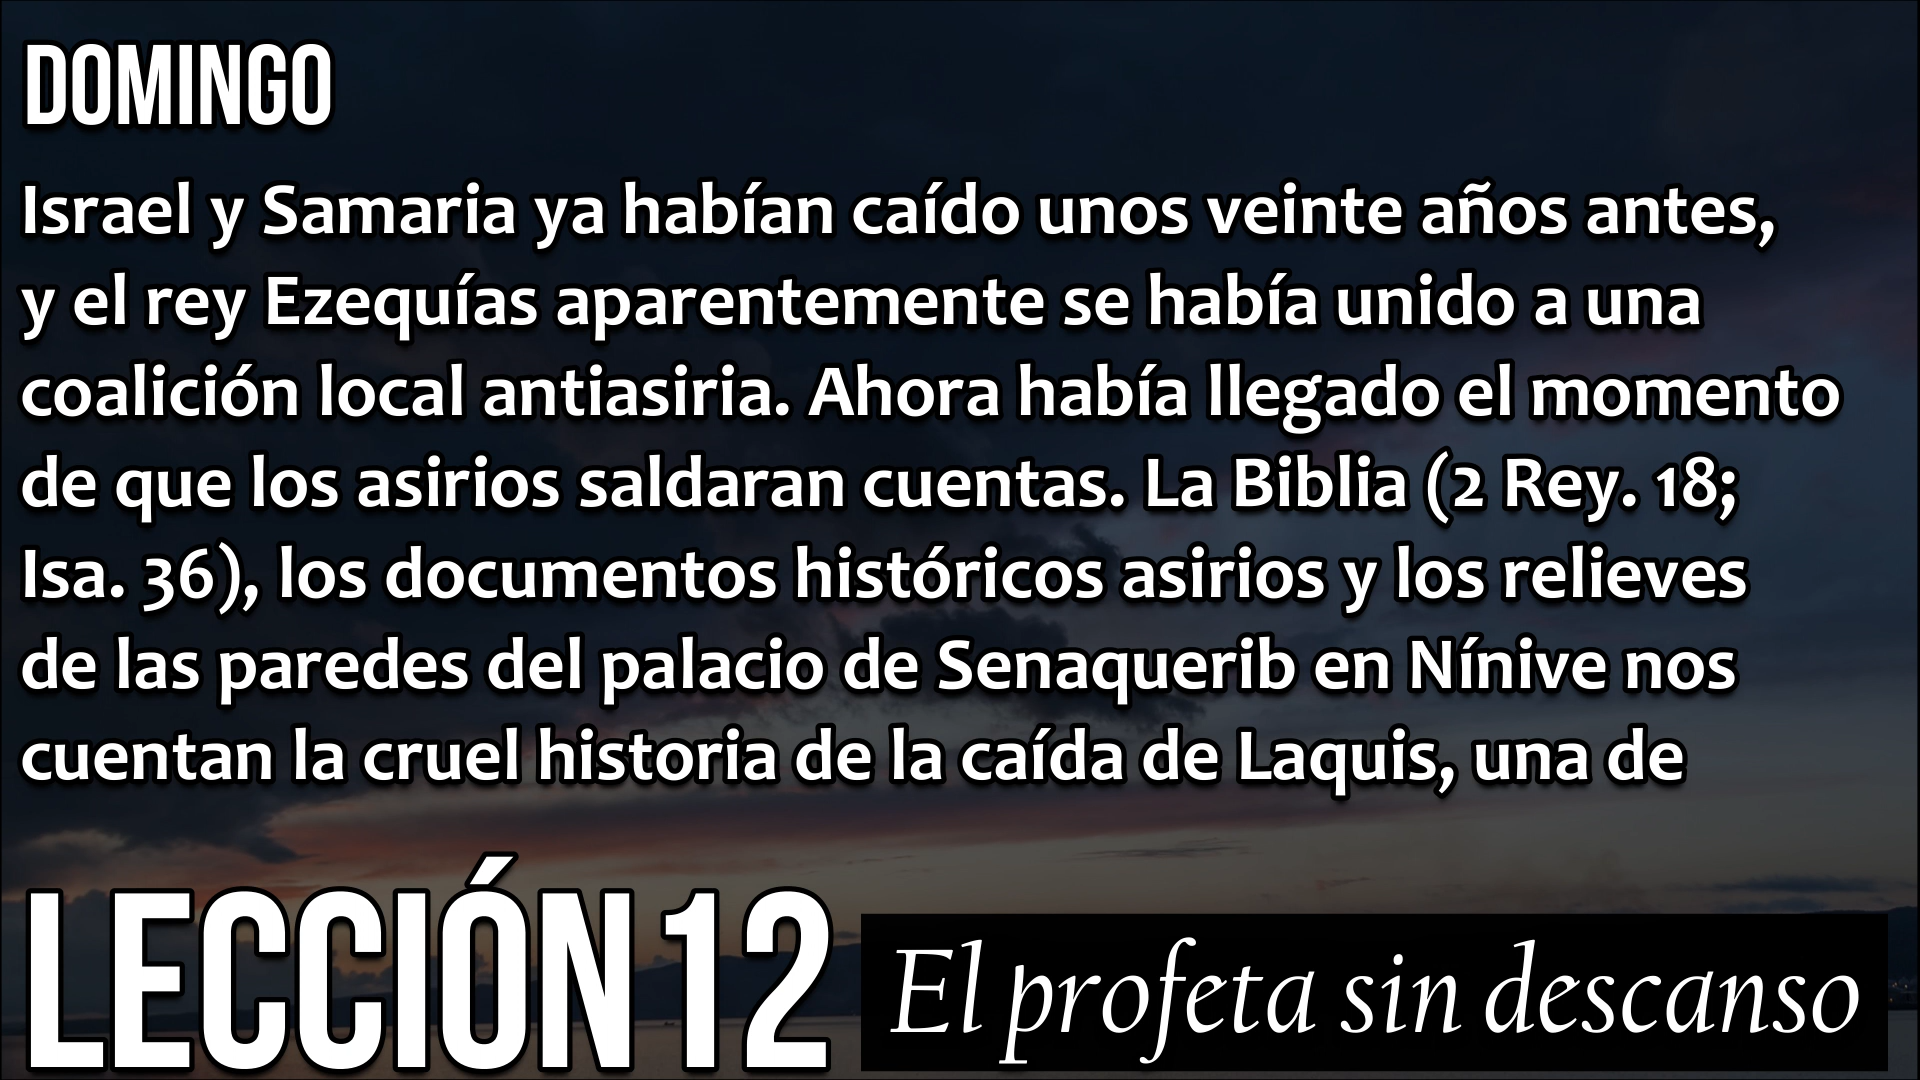 DOMINGO
Israel y Samaria ya habían caído unos veinte años antes,
y el rey Ezequías aparentemente se había unido a una
coalición local antiasiria. Ahora había llegado el momento
de que los asirios saldaran cuentas. La Biblia (2 Rey. 18;
Isa. 36), los documentos históricos asirios y los relieves
de las paredes del palacio de Senaquerib en Nínive nos
cuentan la cruel historia de la caída de Laquis, una de
LECCIÓN12 El profeta sin descanso